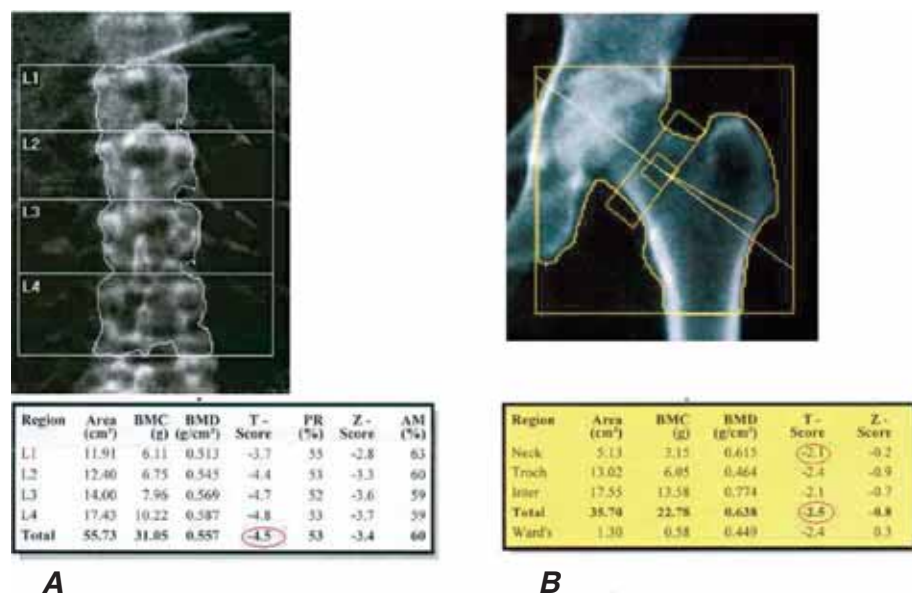 L1
L2
L3
L4
Region Area (cm²) BMC (g) BMD (g/cm²) T - Score PR (%) Z - Score AM (%)
L1 11.91 6.11 0.513 -3.7 55 -2.8 63
L2 12.40 6.75 0.545 -4.4 53 -3.3 60
L3 14.00 7.96 0.569 -4.7 52 -3.6 59
L4 17.43 10.22 0.587 -4.8 53 -3.7 59
Total 55.73 31.05 0.557 -4.5 53 -3.4 60
A
Region Area (cm²) BMC (g) BMD (g/cm²) T - Score Z - Score
Neck 5.13 3.15 0.615 -2.1 -0.2
Troch 13.02 6.05 0.464 -2.4 -0.9
Inter 17.55 13.58 0.774 -2.1 -0.7
Total 35.70 22.78 0.638 -2.5 -0.8
Ward's 1.30 0.58 0.449 -2.4 0.3
B